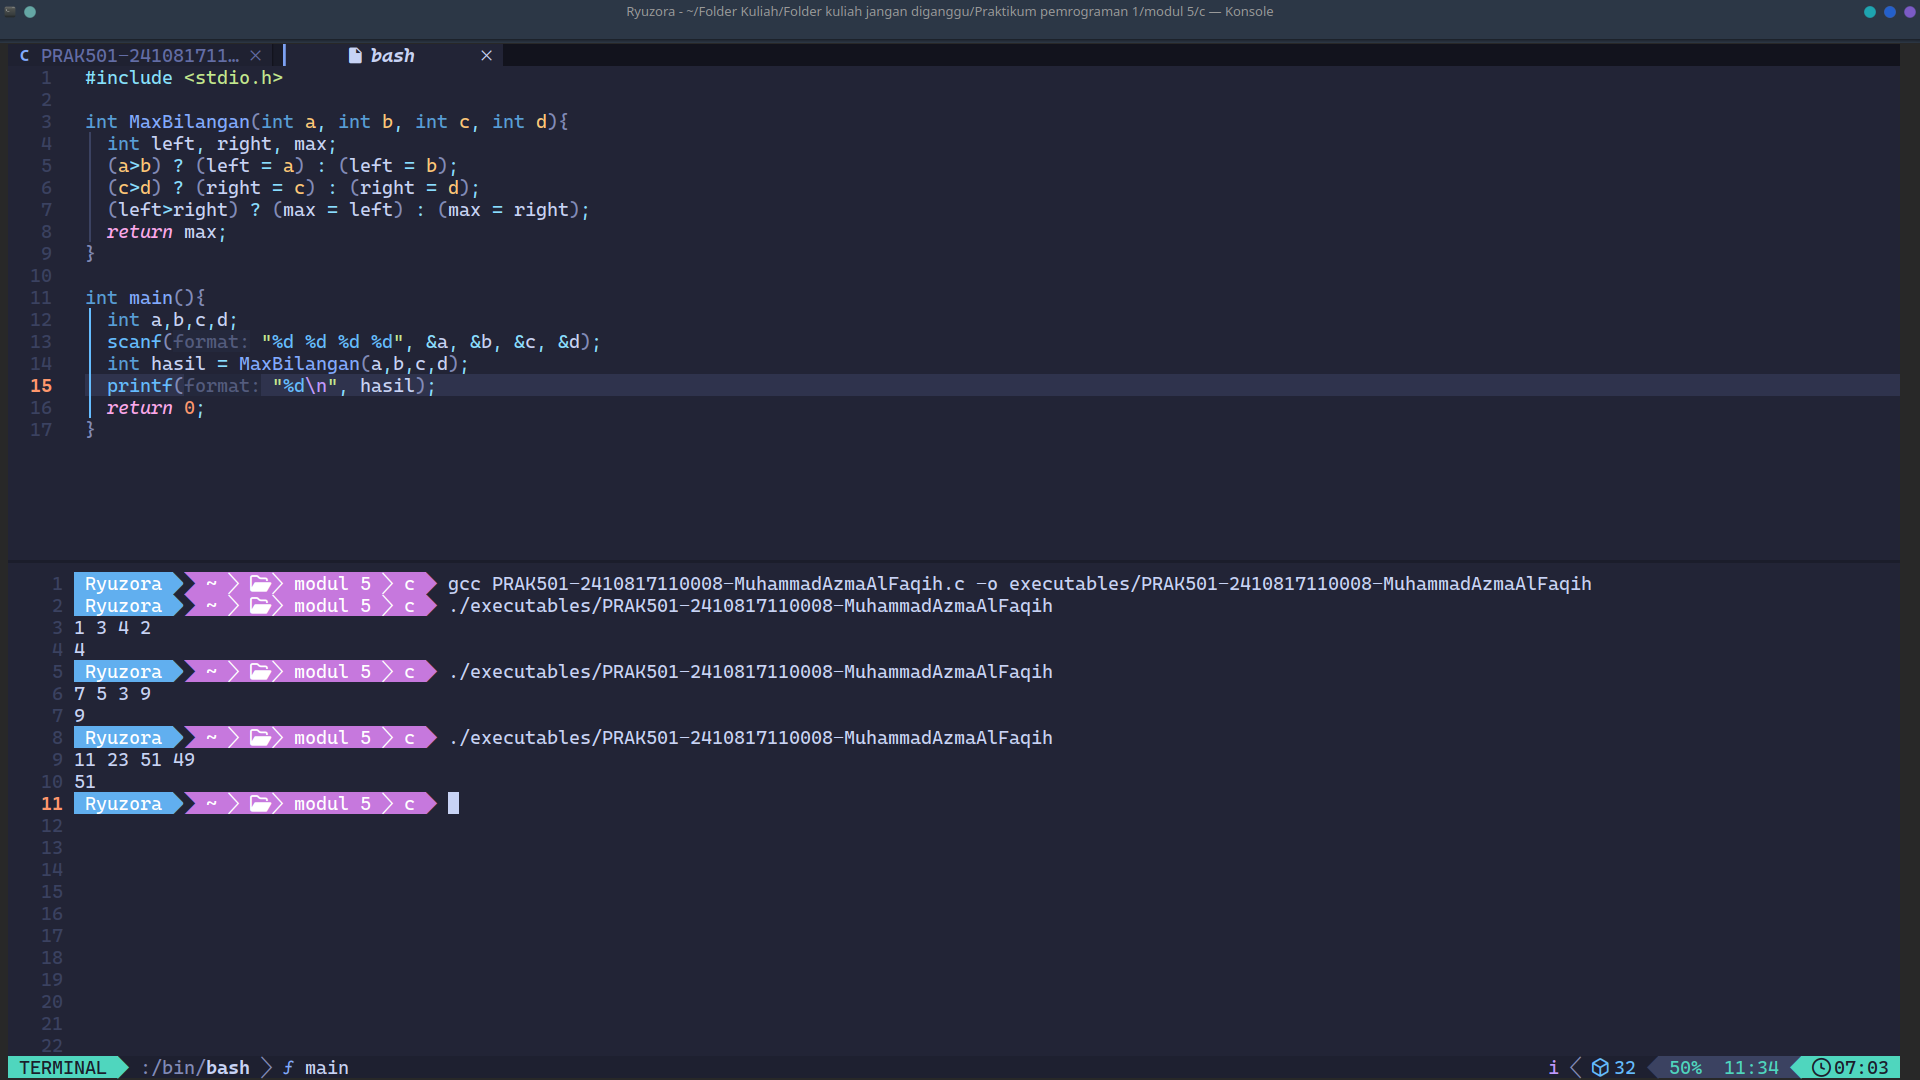 Ryuzora - ~/Folder Kuliah/Folder kuliah jangan diganggu/Praktikum pemrograman 1/modul 5/c — Konsole
C PRAK501-241081711… × bash ×
1 #include <stdio.h>
2
3 int MaxBilangan(int a, int b, int c, int d){
4 int left, right, max;
5 (a>b) ? (left = a) : (left = b);
6 (c>d) ? (right = c) : (right = d);
7 (left>right) ? (max = left) : (max = right);
8 return max;
9 }
10
11 int main(){
12 int a,b,c,d;
13 scanf(format: "%d %d %d %d", &a, &b, &c, &d);
14 int hasil = MaxBilangan(a,b,c,d);
15 printf(format: "%d\n", hasil);
16 return 0;
17 }
1 Ryuzora ~ modul 5 c gcc PRAK501-2410817110008-MuhammadAzmaAlFaqih.c -o executables/PRAK501-2410817110008-MuhammadAzmaAlFaqih
2 Ryuzora ~ modul 5 c ./executables/PRAK501-2410817110008-MuhammadAzmaAlFaqih
3 1 3 4 2
4 4
5 Ryuzora ~ modul 5 c ./executables/PRAK501-2410817110008-MuhammadAzmaAlFaqih
6 7 5 3 9
7 9
8 Ryuzora ~ modul 5 c ./executables/PRAK501-2410817110008-MuhammadAzmaAlFaqih
9 11 23 51 49
10 51
11 Ryuzora ~ modul 5 c
12
13
14
15
16
17
18
19
20
21
22
TERMINAL :/bin/bash f main i 32 50% 11:34 07:03